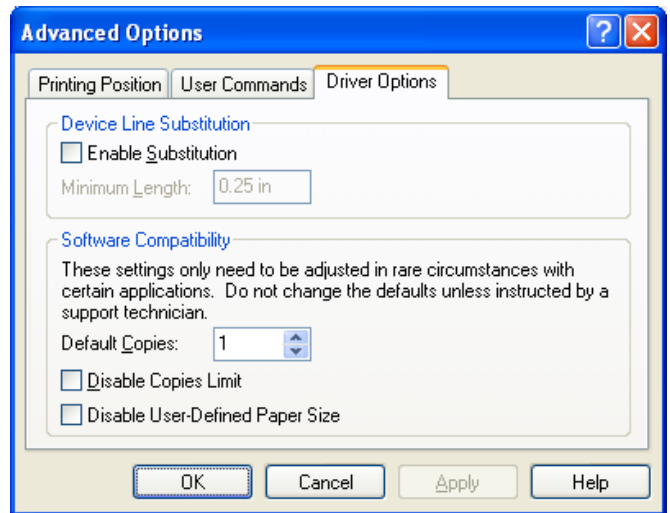 Advanced Options
Printing Position User Commands Driver Options
Device Line Substitution
Enable Substitution
Minimum Length: 0.25 in
Software Compatibility
These settings only need to be adjusted in rare circumstances with
certain applications. Do not change the defaults unless instructed by a
support technician.
Default Copies: 1
Disable Copies Limit
Disable User-Defined Paper Size
OK Cancel Apply Help